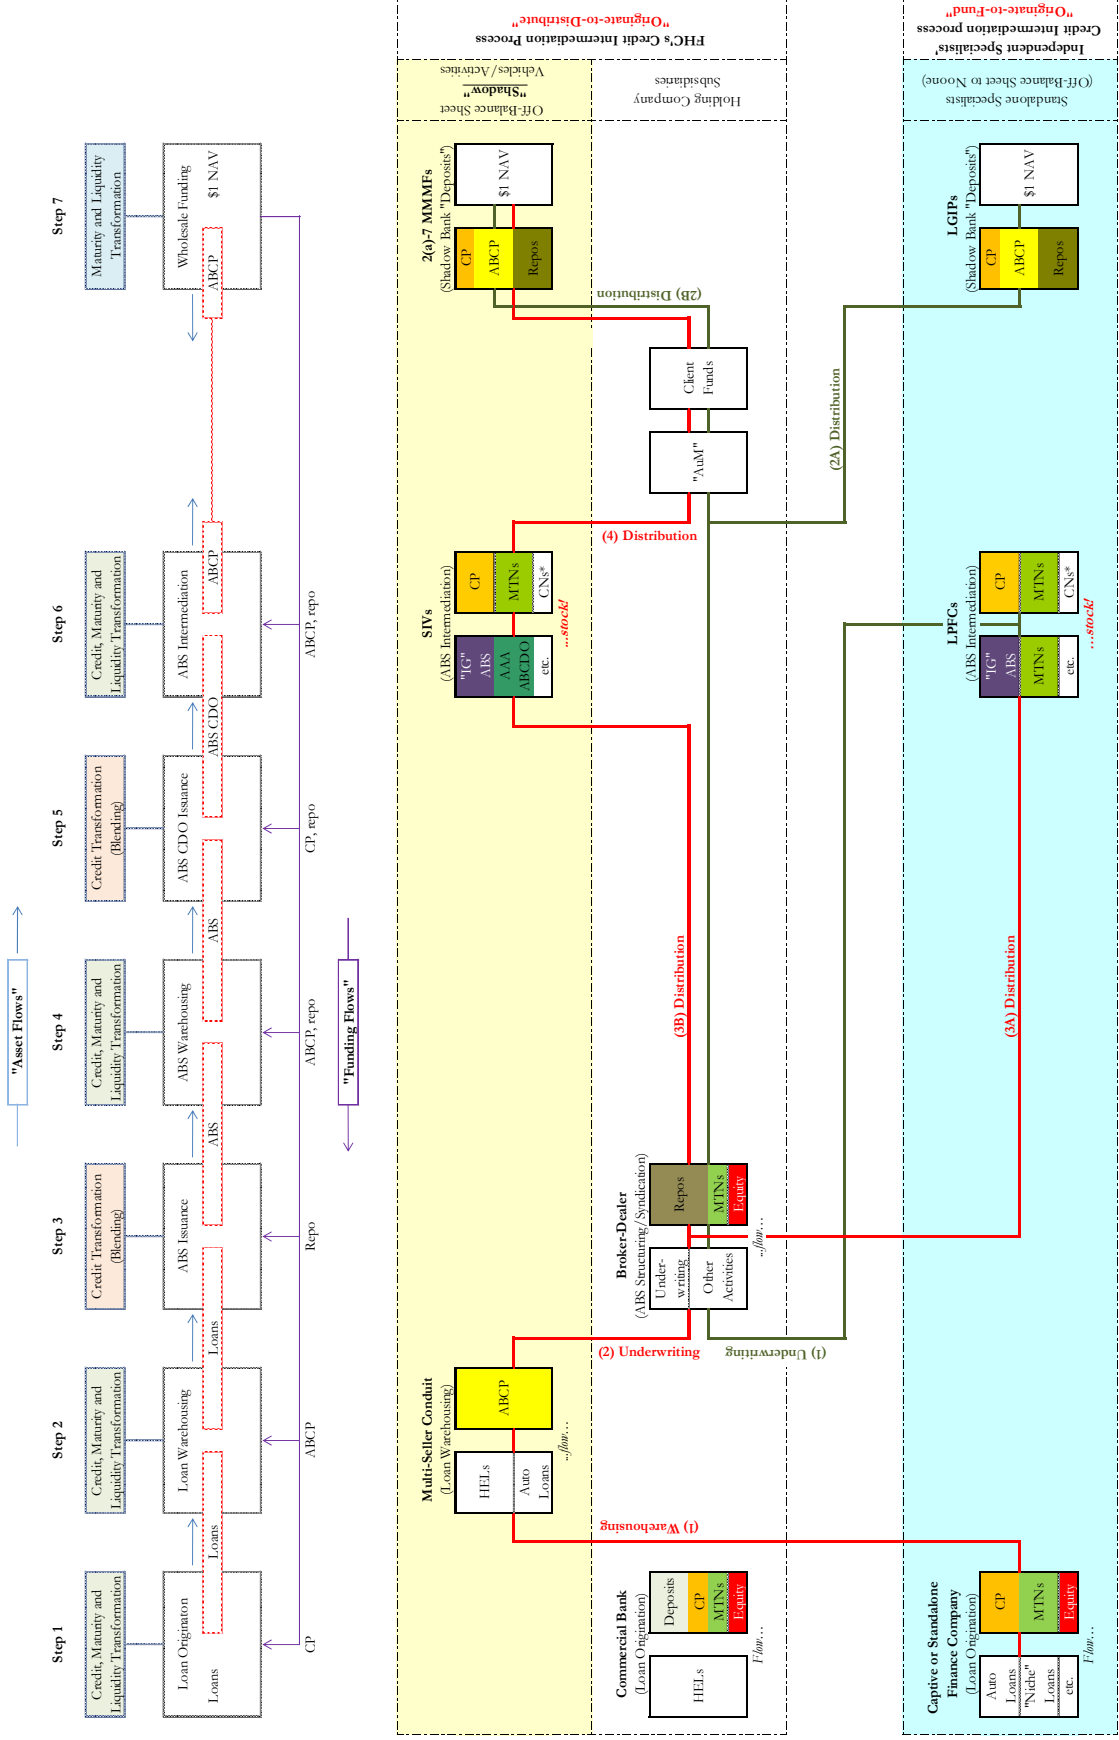 "Asset Flows"
Step 1
Step 2
Step 3
Step 4
Step 5
Step 6
Step 7
Credit, Maturity and
Liquidity Transformation
Credit, Maturity and
Liquidity Transformation
Credit Transformation
(Blending)
Credit, Maturity and
Liquidity Transformation
Credit Transformation
(Blending)
Credit, Maturity and
Liquidity Transformation
Maturity and Liquidity
Transformation
Loan Originaton
Loan Warehousing
ABS Issuance
ABS Warehousing
ABS CDO Issuance
ABS Intermediation
Wholesale Funding
Loans
Loans
Loans
ABS
ABS
ABS CDO
ABCP
ABCP
$1 NAV
CP
ABCP
Repo
ABCP, repo
CP, repo
ABCP, repo
"Funding Flows"
FHC's Credit Intermediation Process
"Originate-to-Distribute"
Off-Balance Sheet
"Shadow"
Vehicles/Activities
Holding Company
Subsidiaries
Multi-Seller Conduit
(Loan Warehousing)
HELs
Auto
Loans
ABCP
...flow...
SIVs
(ABS Intermediation)
"IG"
ABS
AAA
ABCDO
etc.
CP
MTNs
CNs*
...stock!
2(a)-7 MMMFs
(Shadow Bank "Deposits")
CP
ABCP
Repos
$1 NAV
Commercial Bank
(Loan Origination)
HELs
Deposits
CP
MTNs
Equity
Flow...
Broker-Dealer
(ABS Structuring/Syndication)
Under-
writing
Other
Activities
Repos
MTNs
Equity
...flow...
"AuM"
Client
Funds
(1) Warehousing
(2) Underwriting
(1) Underwriting
(3B) Distribution
(4) Distribution
(2B) Distribution
(2A) Distribution
(3A) Distribution
Independent Specialists'
Credit Intermediation process
"Originate-to-Fund"
Standalone Specialists
(Off-Balance Sheet to Noone)
Captive or Standalone
Finance Company
(Loan Origination)
Auto
Loans
"Niche"
Loans
etc.
CP
MTNs
Equity
Flow...
LPFCs
(ABS Intermediation)
"IG"
ABS
MTNs
etc.
CP
MTNs
CNs*
...stock!
LGIPs
(Shadow Bank "Deposits")
CP
ABCP
Repos
$1 NAV